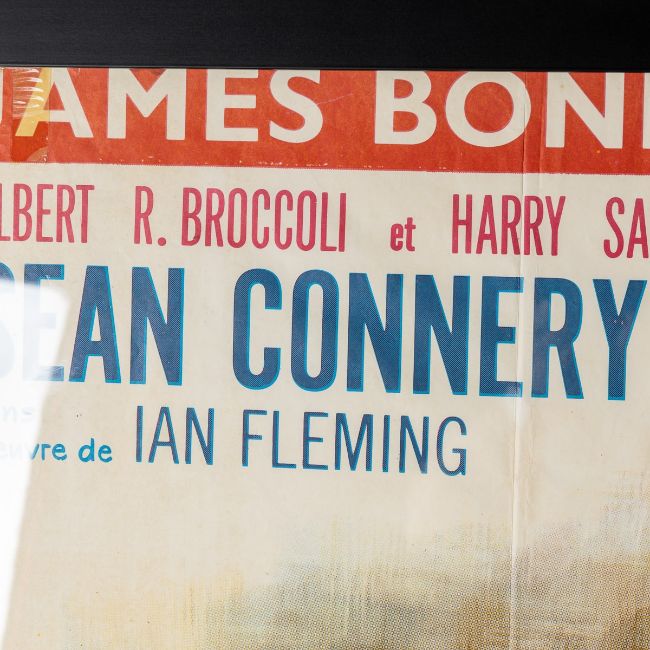 JAMES BON
LBERT R. BROCCOLI et HARRY SA
SEAN CONNERY
ns
euvre de IAN FLEMING